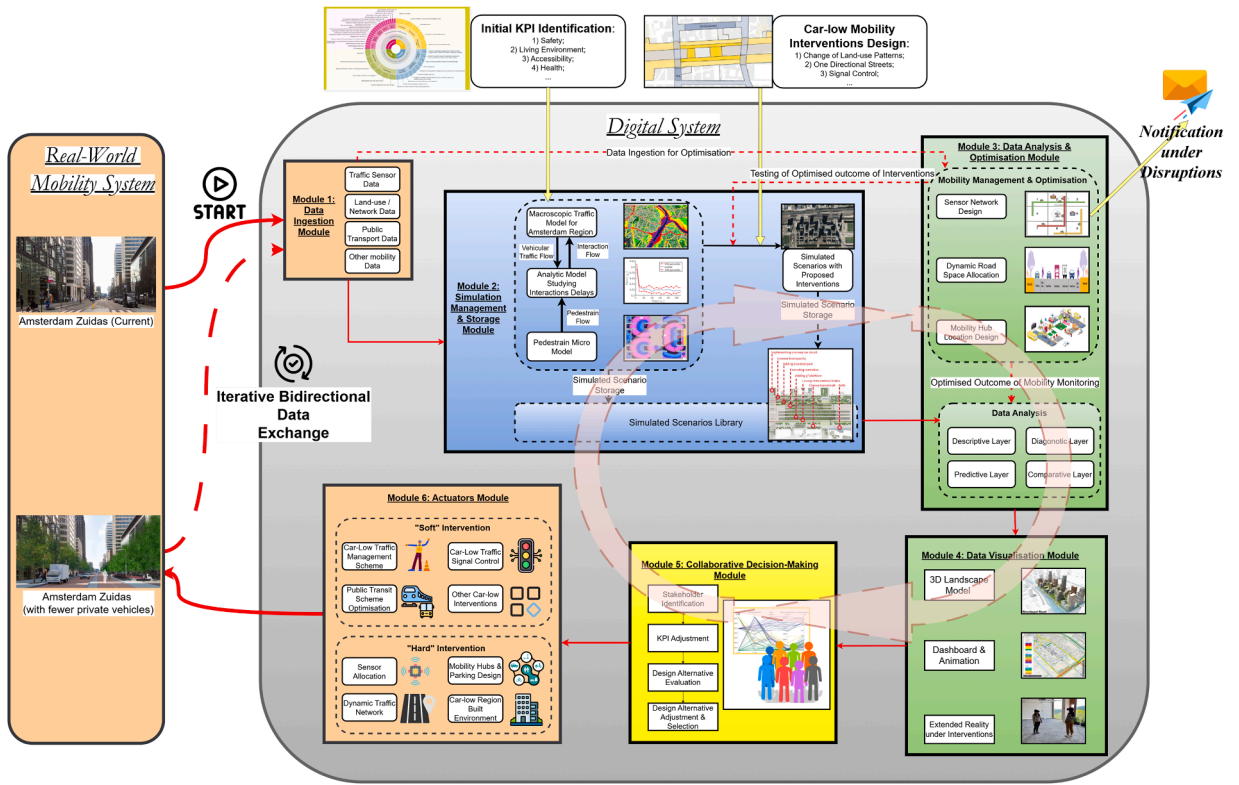 Initial KPI Identification:
1) Safety;
2) Living Environment;
3) Accessibility;
4) Health;
...
Car-low Mobility
Interventions Design:
1) Change of Land-use Patterns;
2) One Directional Streets;
3) Signal Control;
...
Notification
under
Disruptions
Real-World
Mobility System
Amsterdam Zuidas (Current)
Amsterdam Zuidas
(with fewer private vehicles)
START
Iterative Bidirectional
Data
Exchange
Digital System
Data Ingestion for Optimisation
Testing of Optimised outcome of Interventions
Module 1:
Data
Ingestion
Module
Traffic Sensor
Data
Land-use /
Network Data
Public
Transport Data
Other mobility
Data
Module 2:
Simulation
Management
& Storage
Module
Macroscopic Traffic
Model for
Amsterdam Region
Vehicular
Traffic Flow
Interaction
Flow
Analytic Model
Studying
Interactions Delays
Pedestrain
Flow
Pedestrain Micro
Model
Simulated Scenario
Storage
Simulated
Scenarios with
Proposed
Interventions
Simulated Scenario
Storage
Simulated Scenarios Library
Module 3: Data Analysis &
Optimisation Module
Mobility Management & Optimisation
Sensor Network
Design
Dynamic Road
Space Allocation
Mobility Hub
Location Design
Optimised Outcome of Mobility Monitoring
Data Analysis
Descriptive Layer
Diagonotic Layer
Predictive Layer
Comparative Layer
Module 4: Data Visualisation Module
3D Landscape
Model
Dashboard &
Animation
Extended Reality
under Interventions
Module 5: Collaborative Decision-Making
Module
Stakeholder
Identification
KPI Adjustment
Design Alternative
Evaluation
Design Alternative
Adjustment &
Selection
Module 6: Actuators Module
"Soft" Intervention
Car-Low Traffic
Management
Scheme
Car-Low Traffic
Signal Control
Public Transit
Scheme
Optimisation
Other Car-low
Interventions
"Hard" Intervention
Sensor
Allocation
Mobility Hubs &
Parking Design
Dynamic Traffic
Network
Car-low Region
Built
Environment